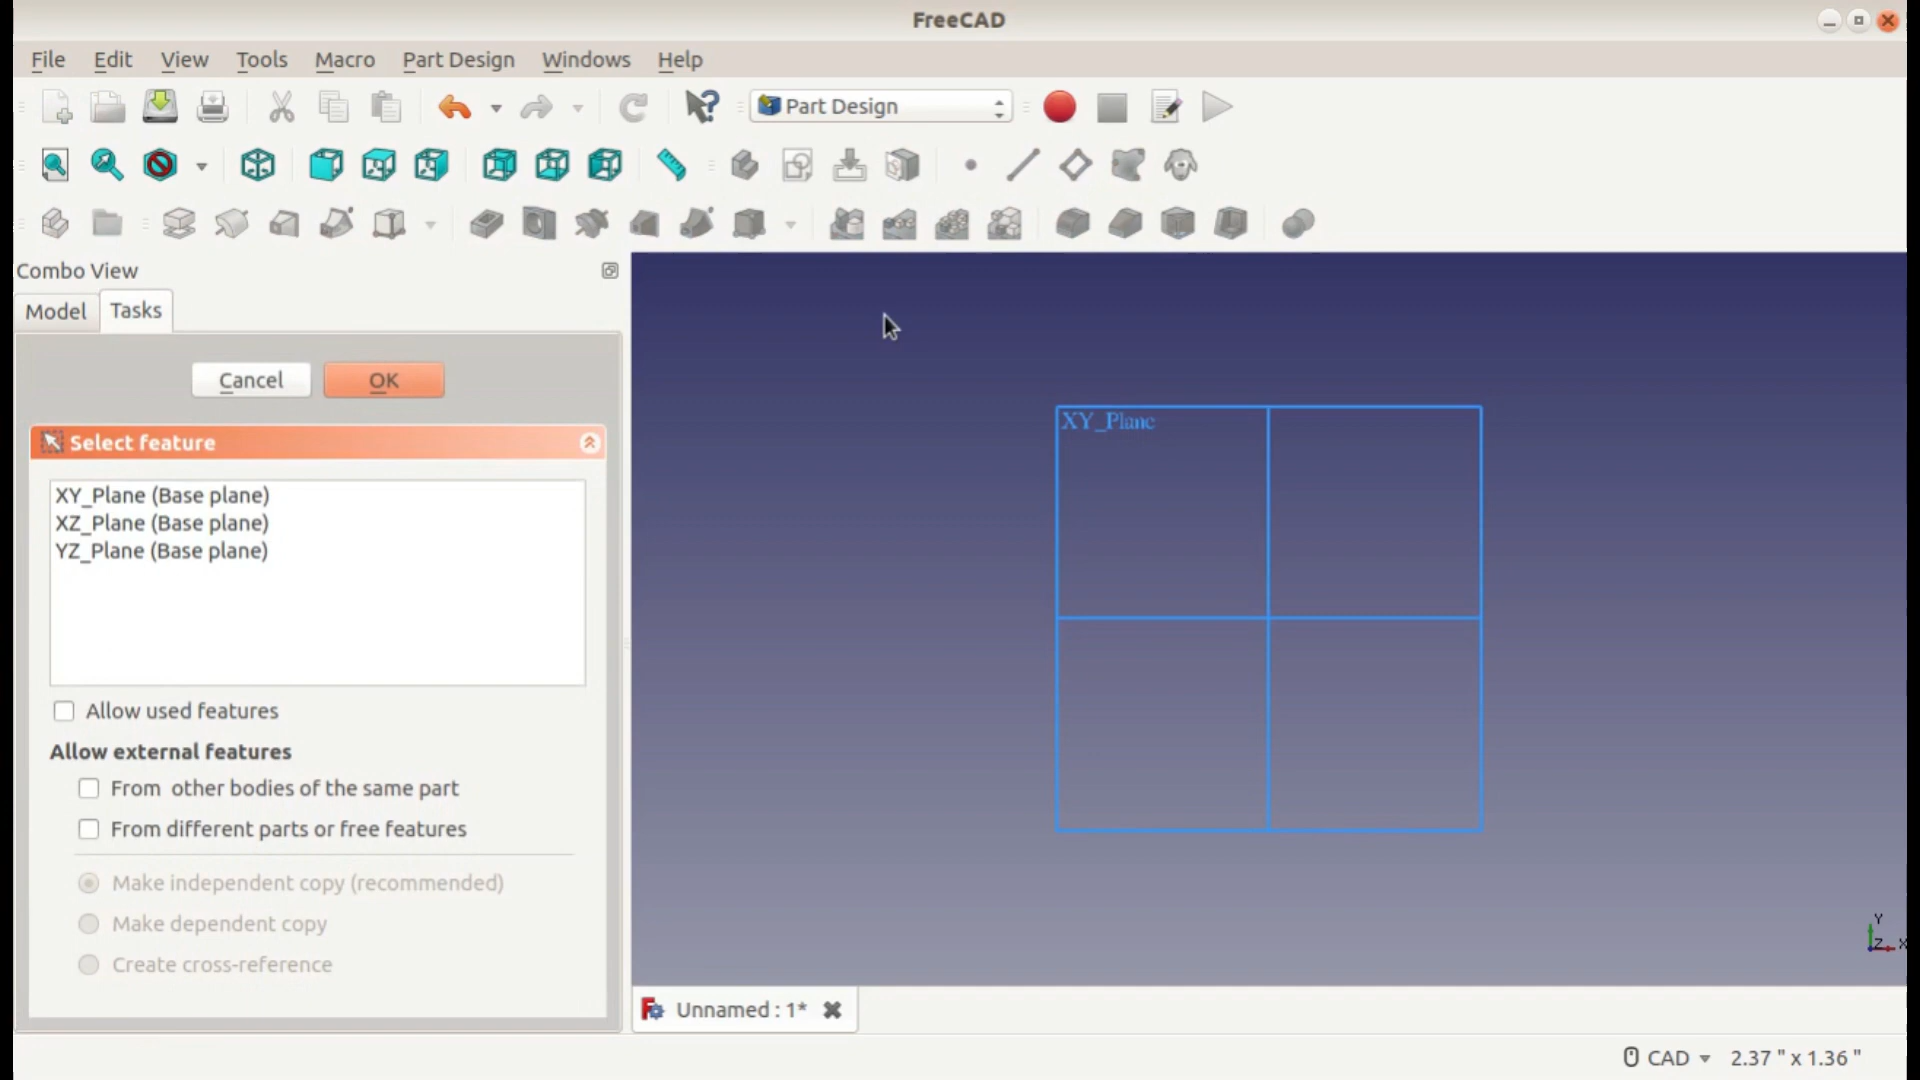 FreeCAD
File Edit View Tools Macro Part Design Windows Help
Part Design
Combo View
Model Tasks
Cancel OK
Select feature
XY_Plane (Base plane)
XZ_Plane (Base plane)
YZ_Plane (Base plane)
Allow used features
Allow external features
From other bodies of the same part
From different parts or free features
Make independent copy (recommended)
Make dependent copy
Create cross-reference
XY_Plane
Y
Z X
Unnamed : 1*
CAD 2.37 " x 1.36 "